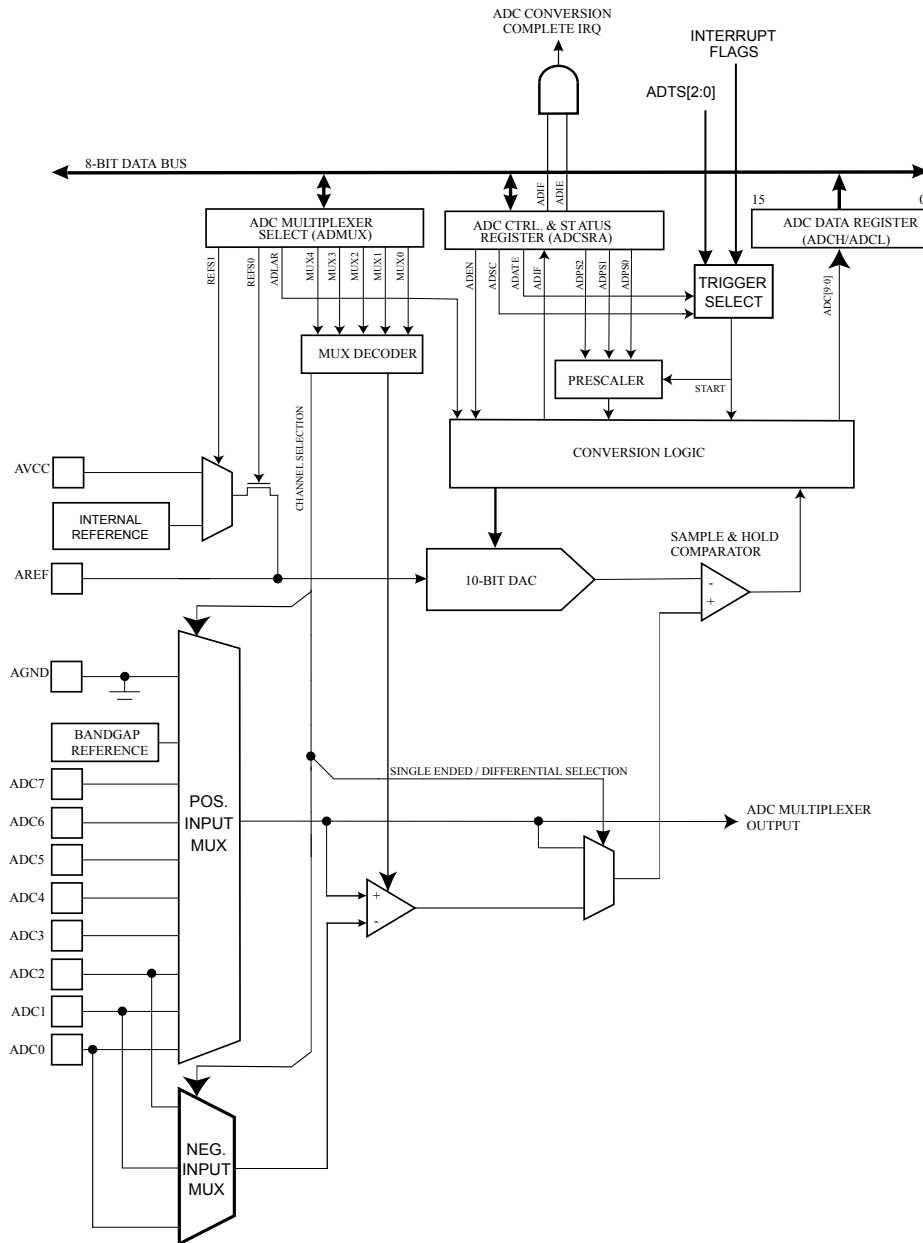 ADC CONVERSION
COMPLETE IRQ
INTERRUPT
FLAGS
ADTS[2:0]
8-BIT DATA BUS
ADIF
ADIE
15
0
ADC MULTIPLEXER
SELECT (ADMUX)
ADC CTRL. & STATUS
REGISTER (ADCSRA)
ADC DATA REGISTER
(ADCH/ADCL)
REFS1
REFS0
ADLAR
MUX4
MUX3
MUX2
MUX1
MUX0
ADEN
ADSC
ADATE
ADIF
ADPS2
ADPS1
ADPS0
TRIGGER
SELECT
ADC[9:0]
MUX DECODER
PRESCALER
START
CHANNEL SELECTION
CONVERSION LOGIC
AVCC
INTERNAL
REFERENCE
SAMPLE & HOLD
COMPARATOR
AREF
10-BIT DAC
-
+
AGND
BANDGAP
REFERENCE
SINGLE ENDED / DIFFERENTIAL SELECTION
ADC7
ADC6
ADC5
ADC4
ADC3
ADC2
ADC1
ADC0
POS.
INPUT
MUX
ADC MULTIPLEXER
OUTPUT
+
-
NEG.
INPUT
MUX